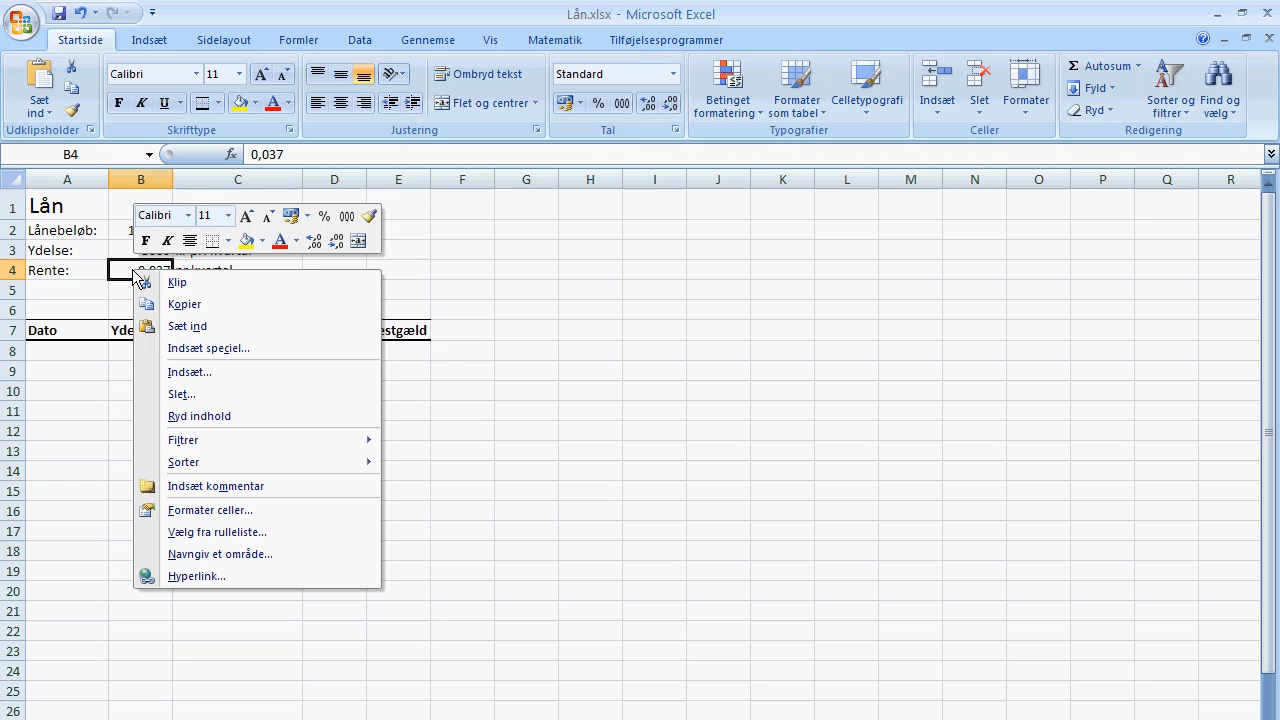 Lån.xlsx - Microsoft Excel
Startside Indsæt Sidelayout Formler Data Gennemse Vis Matematik Tilføjelsesprogrammer
Sæt ind
Udklipsholder
Calibri 11
F K U
Skrifttype
Ombryd tekst
Flet og centrer
Justering
Standard
% 000
Tal
Betinget formatering
Formater som tabel
Celletypografi
Typografier
Indsæt
Slet
Formater
Celler
Autosum
Fyld
Ryd
Sorter og filtrer
Find og vælg
Redigering
B4 fx 0,037
A B C D E F G H I J K L M N O P Q R
1 Lån
2 Lånebeløb: 1
3 Ydelse:
4 Rente: 0,037 pr kvartal
5
6
7 Dato Yde estgæld
8
9
10
11
12
13
14
15
16
17
18
19
20
21
22
23
24
25
26
Calibri 11 A A % 000
F K A
Klip
Kopier
Sæt ind
Indsæt speciel...
Indsæt...
Slet...
Ryd indhold
Filtrer
Sorter
Indsæt kommentar
Formater celler...
Vælg fra rulleliste...
Navngiv et område...
Hyperlink...